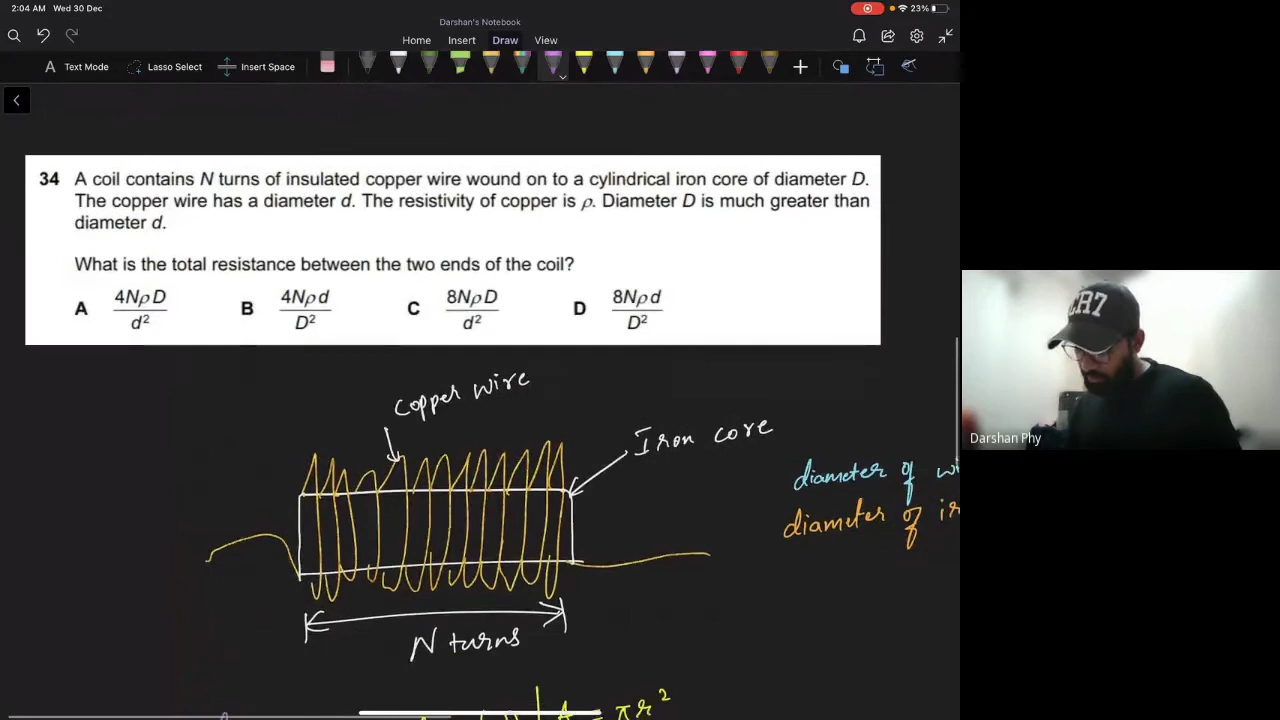 2:04 AM Wed 30 Dec
23%
Darshan's Notebook
Home Insert Draw View
Text Mode Lasso Select Insert Space
34 A coil contains N turns of insulated copper wire wound on to a cylindrical iron core of diameter D.
The copper wire has a diameter d. The resistivity of copper is ρ. Diameter D is much greater than
diameter d.
What is the total resistance between the two ends of the coil?
A 4NρD/d² B 4Nρd/D² C 8NρD/d² D 8Nρd/D²
Copper wire
Iron core
CR7
Darshan Phy
diameter of
diameter of
N turns
A = πr²